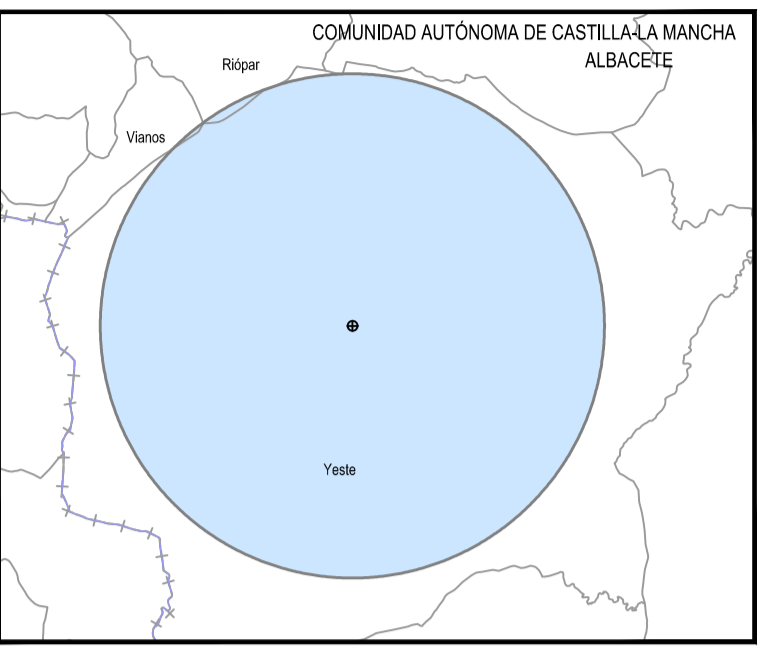 COMUNIDAD AUTÓNOMA DE CASTILLA-LA MANCHA
ALBACETE
Riópar
Vianos
Yeste